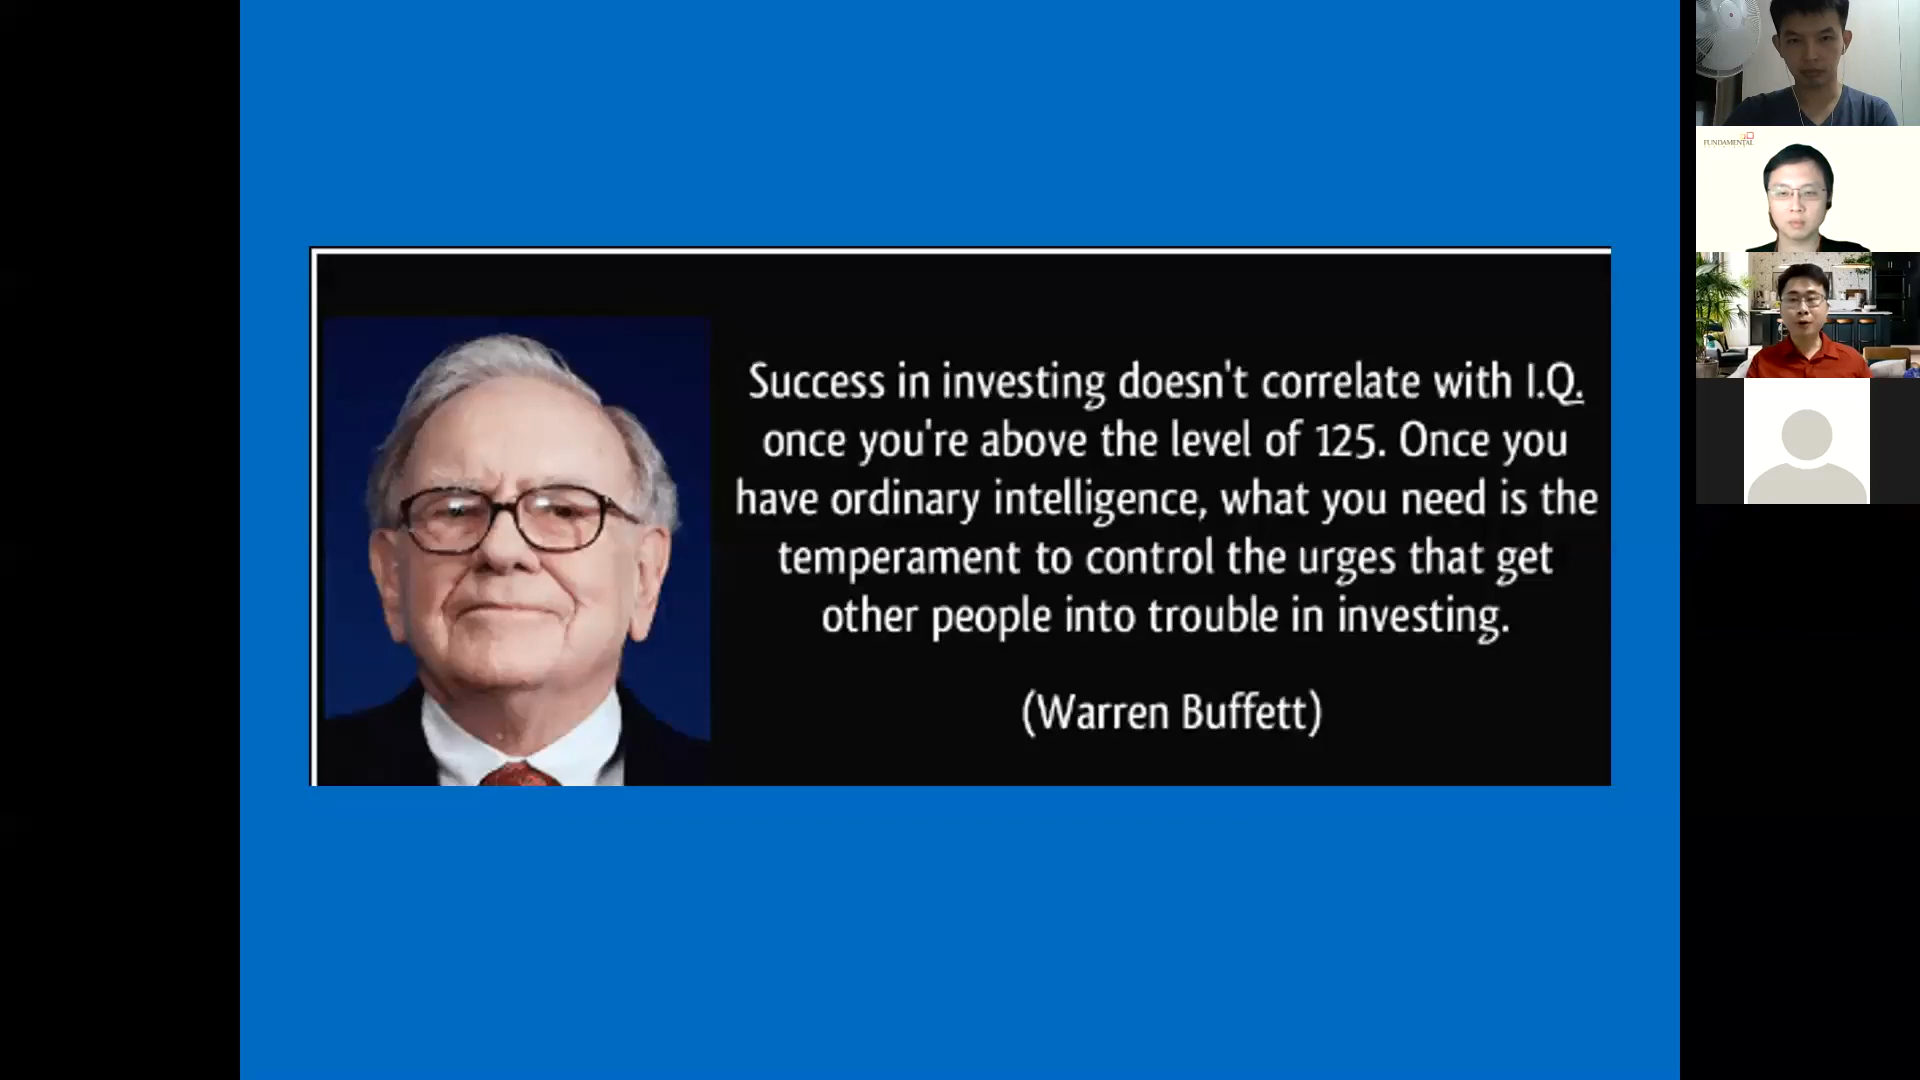 Success in investing doesn't correlate with I.Q.
once you're above the level of 125. Once you
have ordinary intelligence, what you need is the
temperament to control the urges that get
other people into trouble in investing.
(Warren Buffett)
FUNDAMENTAL